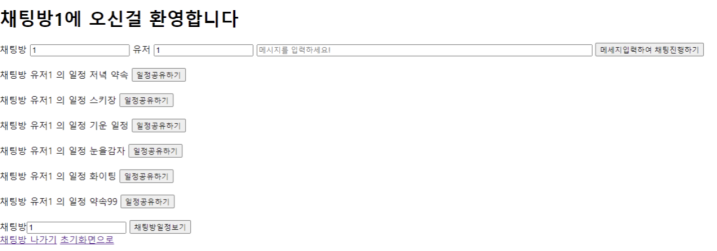 채팅방1에 오신걸 환영합니다
채팅방 1 유저 1 메시지를 입력하세요! 메세지입력하여 채팅진행하기
채팅방 유저1 의 일정 저녁 약속 일정공유하기
채팅방 유저1 의 일정 스키장 일정공유하기
채팅방 유저1 의 일정 기운 일정 일정공유하기
채팅방 유저1 의 일정 눈올감자 일정공유하기
채팅방 유저1 의 일정 화이팅 일정공유하기
채팅방 유저1 의 일정 약속99 일정공유하기
채팅방 1 채팅방일정보기
채팅방 나가기 초기화면으로